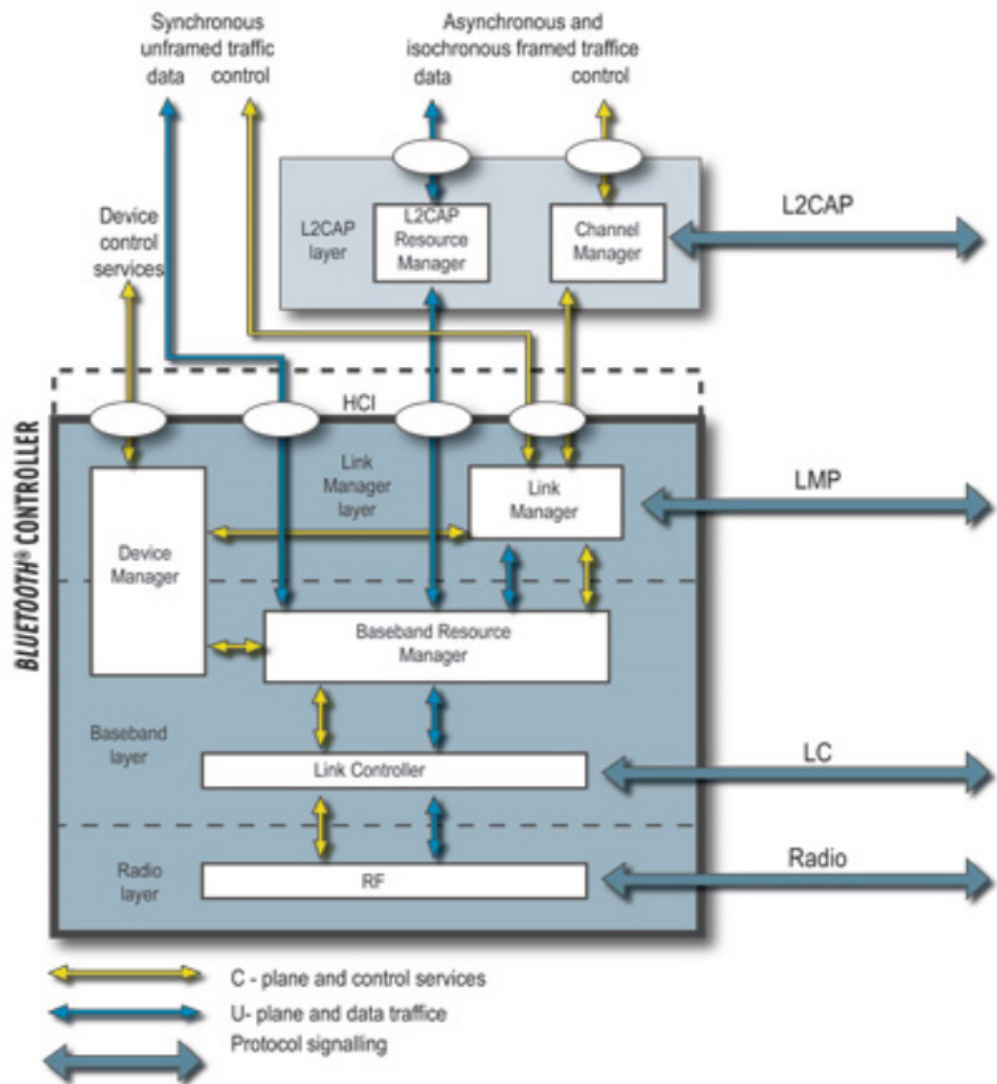 Synchronous
unframed traffic
data control
Asynchronous and
isochronous framed traffice
data control
Device
control
services
L2CAP
layer
L2CAP
Resource
Manager
Channel
Manager
L2CAP
HCI
BLUETOOTH® CONTROLLER
Link
Manager
layer
Link
Manager
LMP
Device
Manager
Baseband Resource
Manager
Baseband
layer
Link Controller
LC
Radio
layer
RF
Radio
C - plane and control services
U- plane and data traffice
Protocol signalling